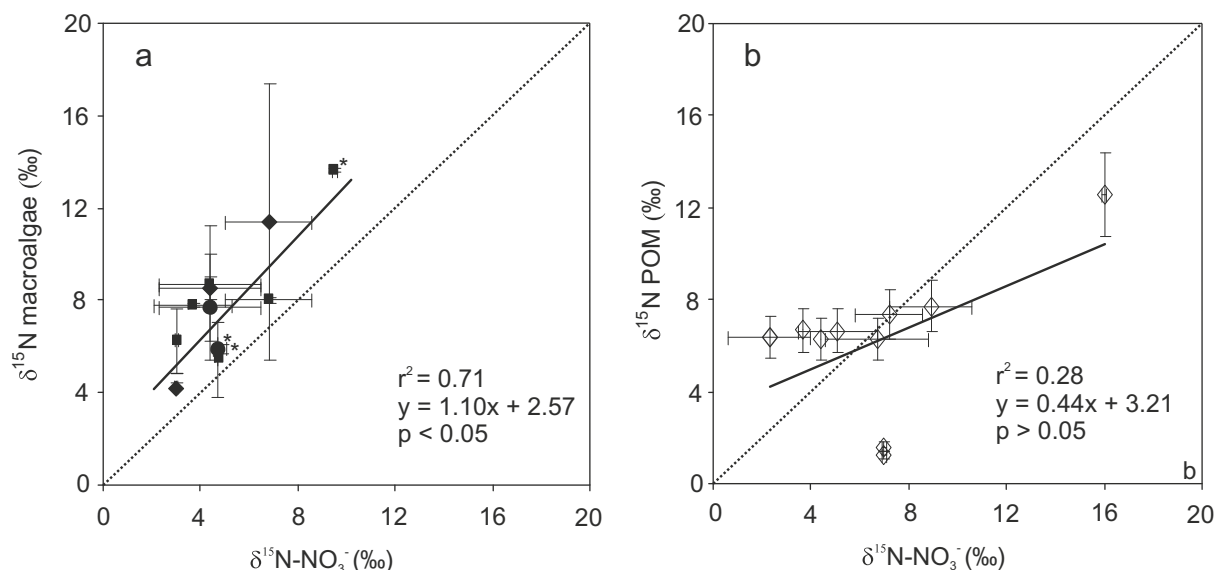 a
20
16
12
8
4
0
δ¹⁵N macroalgae (‰)
*
*
*
r² = 0.71
y = 1.10x + 2.57
p < 0.05
0 4 8 12 16 20
δ¹⁵N-NO₃⁻ (‰)
b
20
16
12
8
4
0
δ¹⁵N POM (‰)
r² = 0.28
y = 0.44x + 3.21
p > 0.05
b
0 4 8 12 16 20
δ¹⁵N-NO₃⁻ (‰)